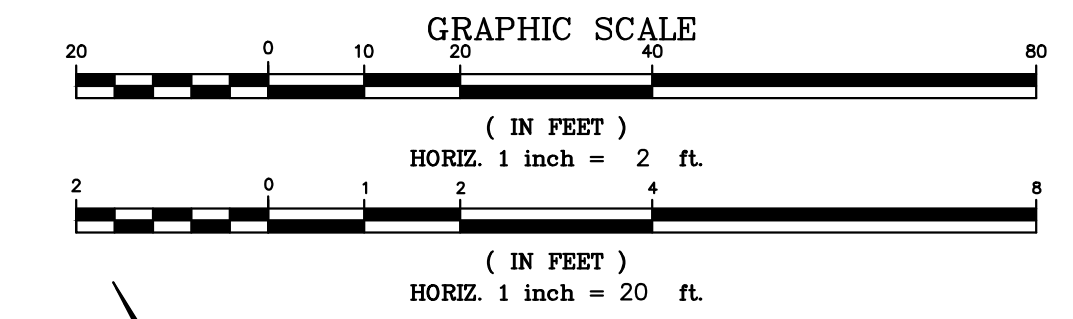 GRAPHIC SCALE
20 0 10 20 40 80
( IN FEET )
HORIZ. 1 inch = 2 ft.
2 0 1 2 4 8
( IN FEET )
HORIZ. 1 inch = 20 ft.